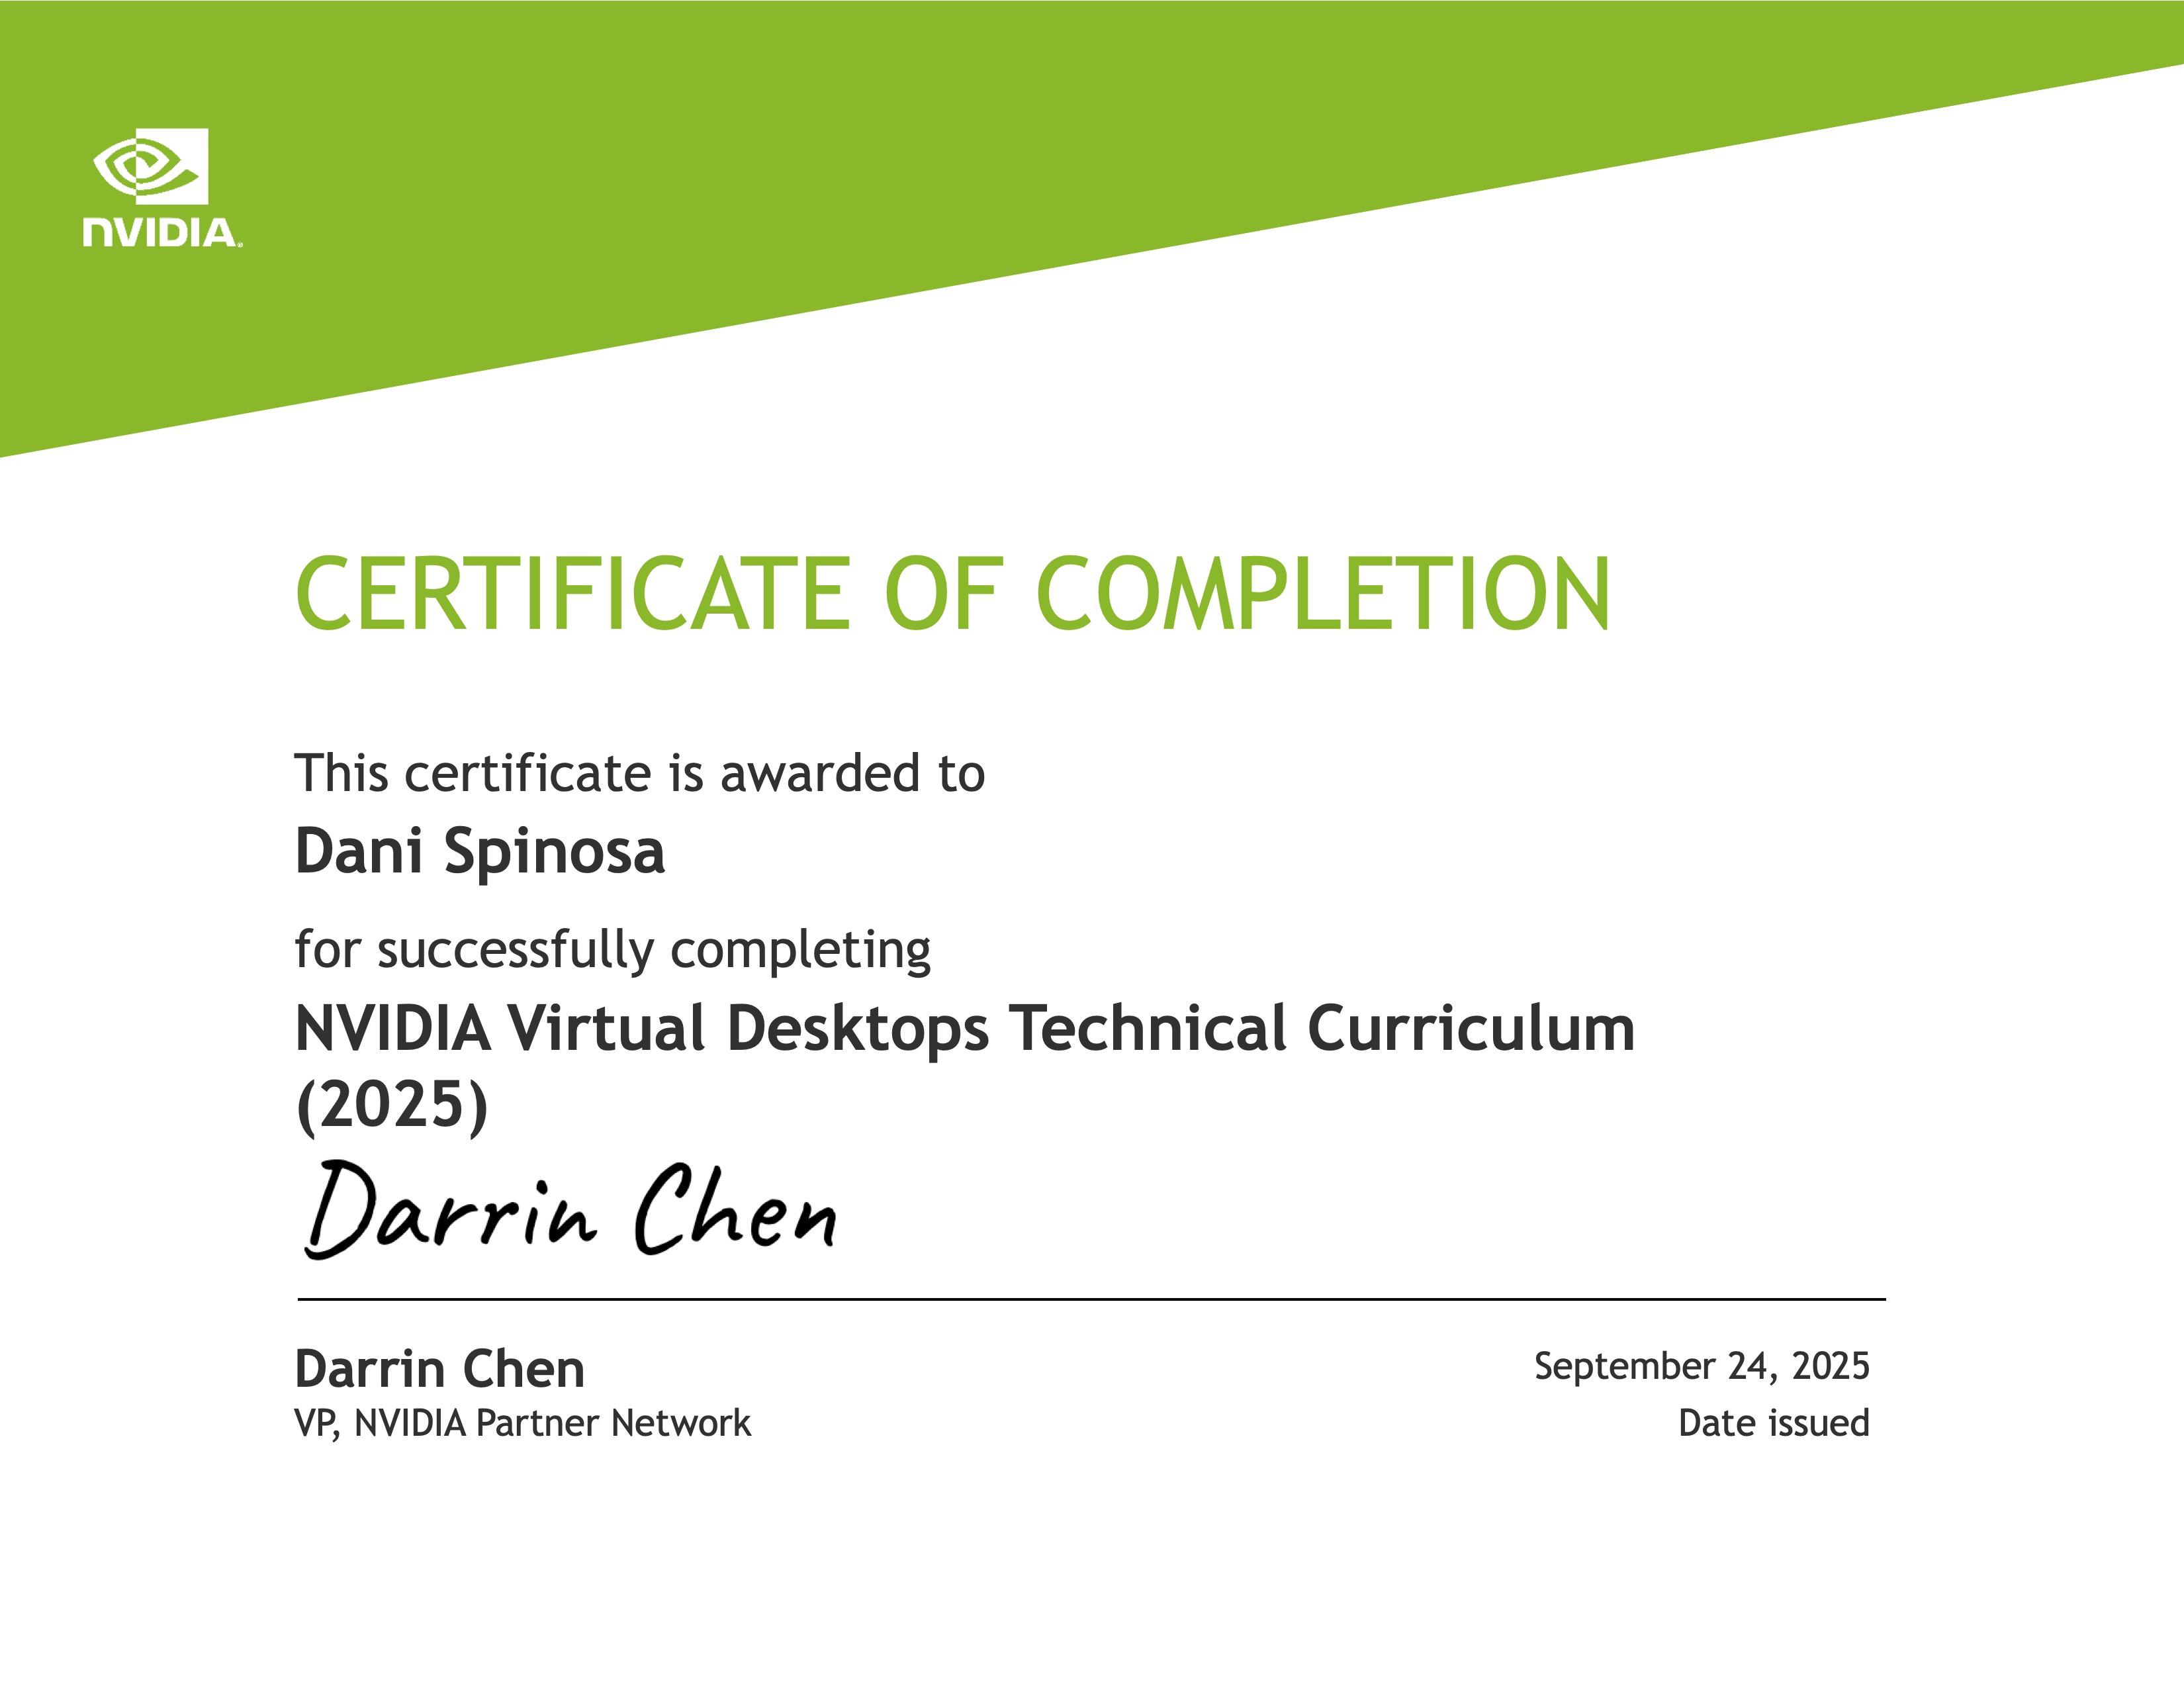 NVIDIA®
CERTIFICATE OF COMPLETION
This certificate is awarded to
Dani Spinosa
for successfully completing
NVIDIA Virtual Desktops Technical Curriculum
(2025)
Darrin Chen
Darrin Chen
VP, NVIDIA Partner Network
September 24, 2025
Date issued